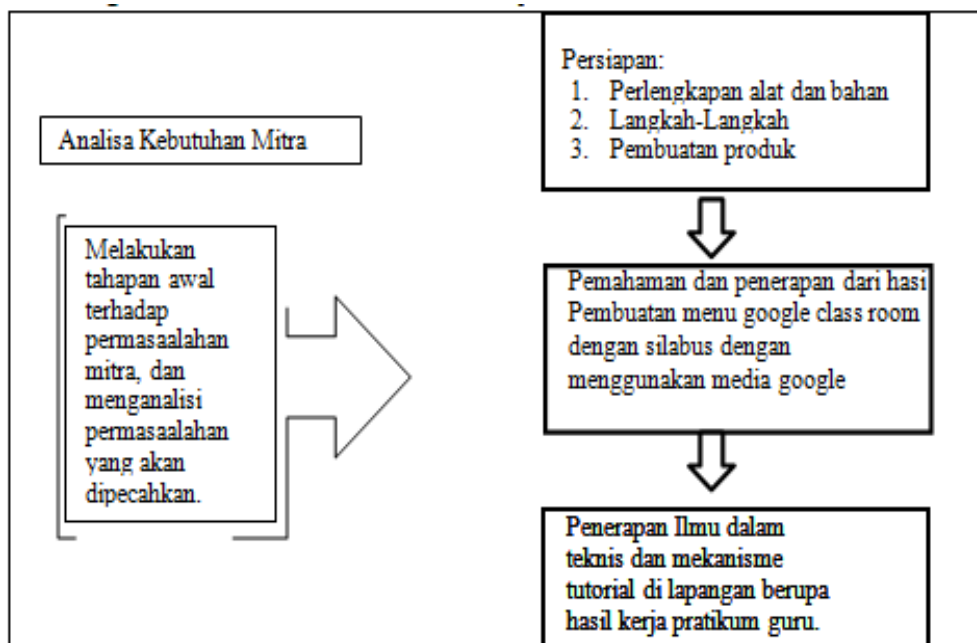 Analisa Kebutuhan Mitra
Melakukan
tahapan awal
terhadap
permasaalahan
mitra, dan
menganalisi
permasaalahan
yang akan
dipecahkan.
Persiapan:
1. Perlengkapan alat dan bahan
2. Langkah-Langkah
3. Pembuatan produk
Pemahaman dan penerapan dari hasi
Pembuatan menu google class room
dengan silabus dengan
menggunakan media google
Penerapan Ilmu dalam
teknis dan mekanisme
tutorial di lapangan berupa
hasil kerja pratikum guru.